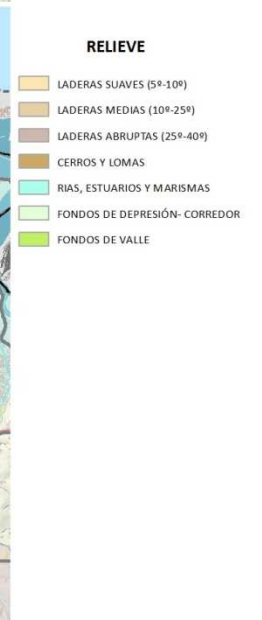 RELIEVE
LADERAS SUAVES (5º-10º)
LADERAS MEDIAS (10º-25º)
LADERAS ABRUPTAS (25º-40º)
CERROS Y LOMAS
RIAS, ESTUARIOS Y MARISMAS
FONDOS DE DEPRESIÓN- CORREDOR
FONDOS DE VALLE